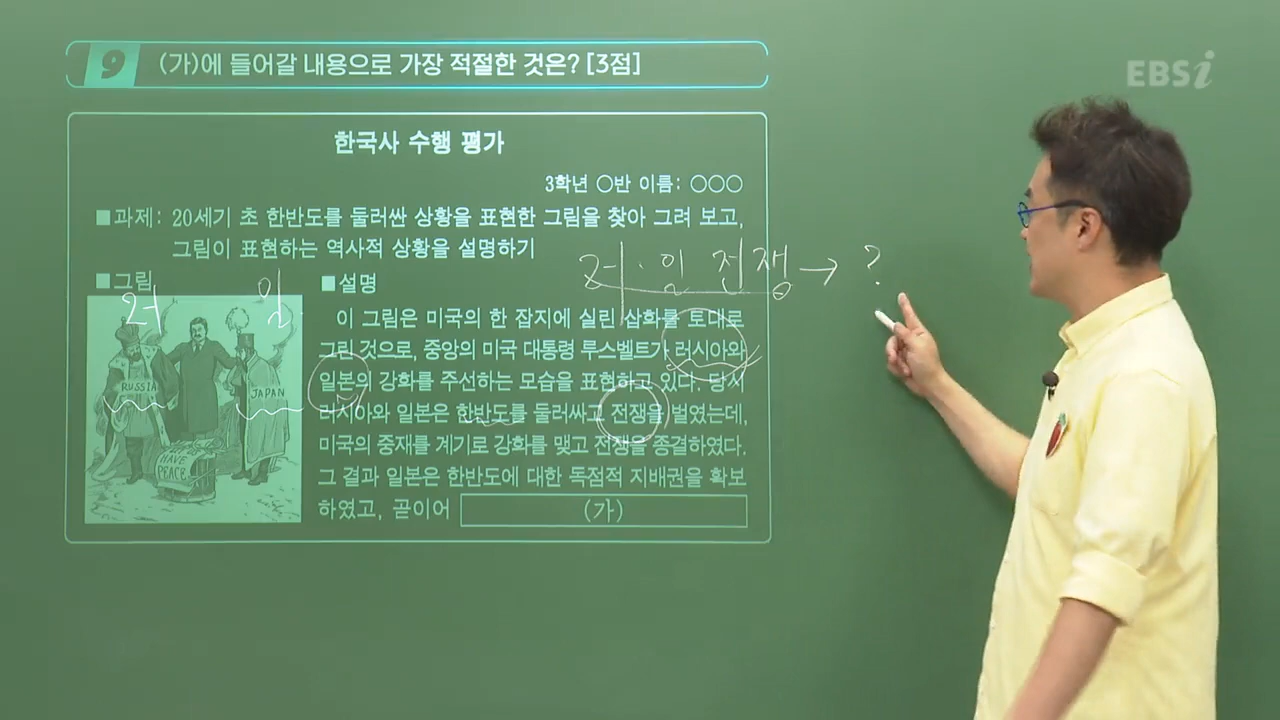 9 (가)에 들어갈 내용으로 가장 적절한 것은? [3점]
EBSi
한국사 수행 평가
3학년 ○반 이름: ○○○
■과제: 20세기 초 한반도를 둘러싼 상황을 표현한 그림을 찾아 그려 보고,
그림이 표현하는 역사적 상황을 설명하기
러·일 전쟁 → ?
■그림
■설명
러 일
RUSSIA
JAPAN
HAVE
PEACE
이 그림은 미국의 한 잡지에 실린 삽화를 토대로
그린 것으로, 중앙의 미국 대통령 루스벨트가 러시아와
일본의 강화를 주선하는 모습을 표현하고 있다. 당시
러시아와 일본은 한반도를 둘러싸고 전쟁을 벌였는데,
미국의 중재를 계기로 강화를 맺고 전쟁을 종결하였다.
그 결과 일본은 한반도에 대한 독점적 지배권을 확보
하였고, 곧이어 (가)